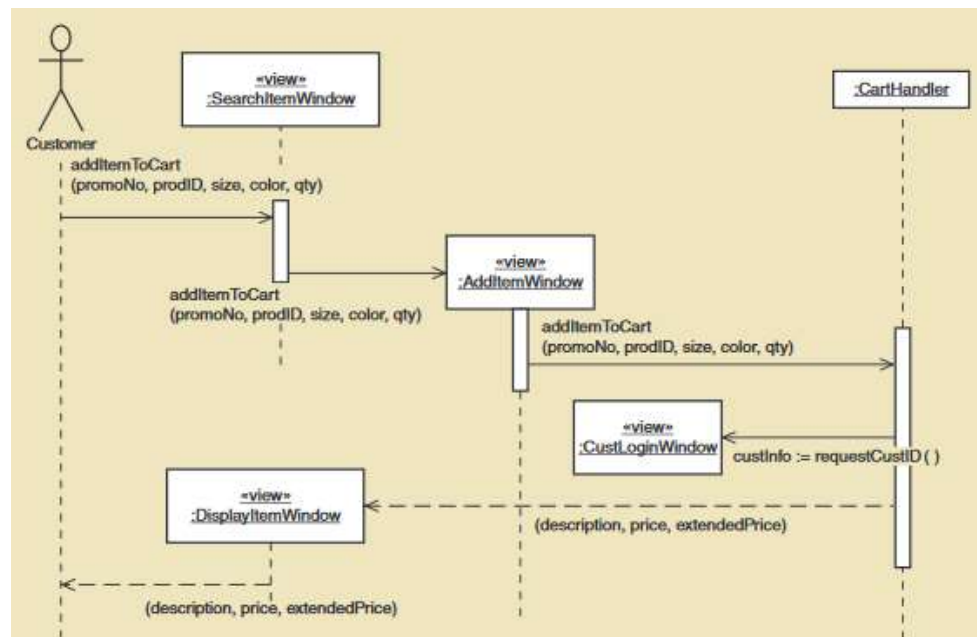 «view»
:SearchItemWindow
:CartHandler
Customer
addItemToCart
(promoNo, prodID, size, color, qty)
«view»
:AddItemWindow
addItemToCart
(promoNo, prodID, size, color, qty)
addItemToCart
(promoNo, prodID, size, color, qty)
«view»
:CustLoginWindow
custInfo := requestCustID ( )
«view»
:DisplayItemWindow
(description, price, extendedPrice)
(description, price, extendedPrice)